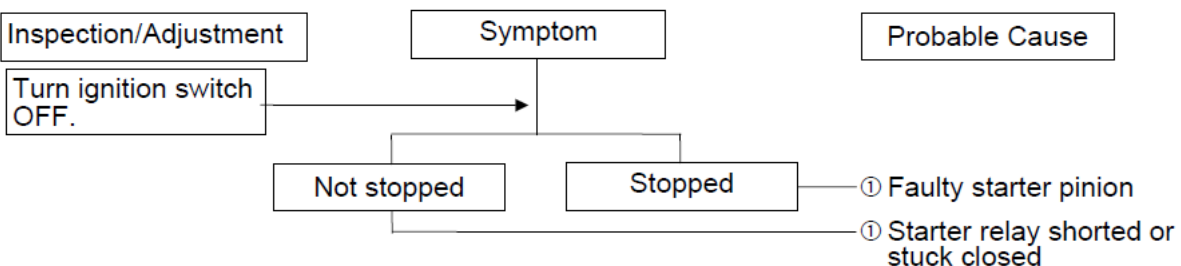 Inspection/Adjustment
Symptom
Probable Cause
Turn ignition switch
OFF.
Not stopped
Stopped
① Faulty starter pinion
① Starter relay shorted or
stuck closed